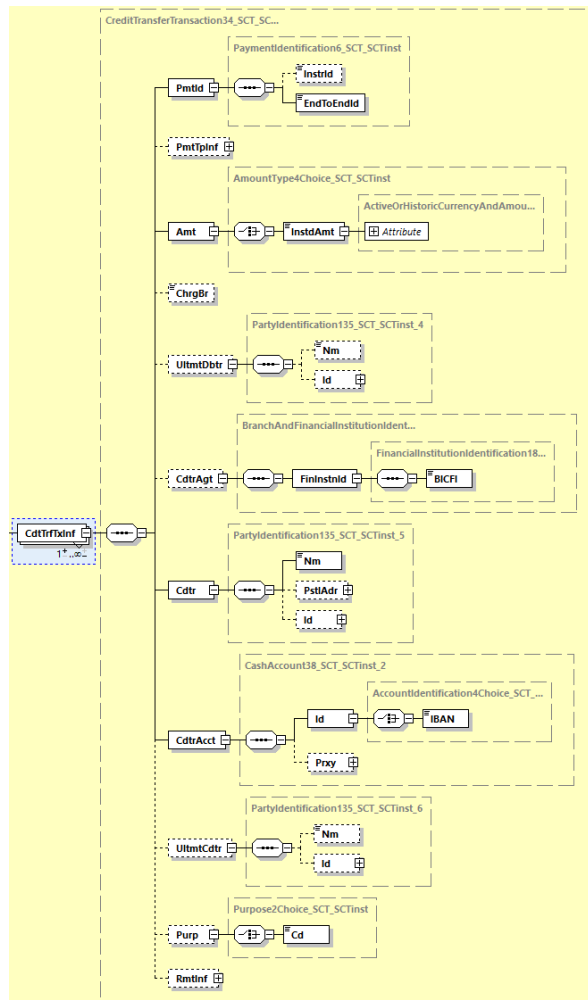 CreditTransferTransaction34_SCT_SC...
PaymentIdentification6_SCT_SCTinst
InstrId
PmtId
EndToEndId
PmtTpInf
AmountType4Choice_SCT_SCTinst
ActiveOrHistoricCurrencyAndAmou...
Amt
InstdAmt
Attribute
ChrgBr
PartyIdentification135_SCT_SCTinst_4
Nm
UltmtDbtr
Id
BranchAndFinancialInstitutionIdent...
FinancialInstitutionIdentification18...
CdtrAgt
FinInstnId
BICFI
CdtTrfTxInf
1..∞
PartyIdentification135_SCT_SCTinst_5
Nm
Cdtr
PstlAdr
Id
CashAccount38_SCT_SCTinst_2
AccountIdentification4Choice_SCT_...
Id
IBAN
CdtrAcct
Prxy
PartyIdentification135_SCT_SCTinst_6
Nm
UltmtCdtr
Id
Purpose2Choice_SCT_SCTinst
Purp
Cd
RmtInf